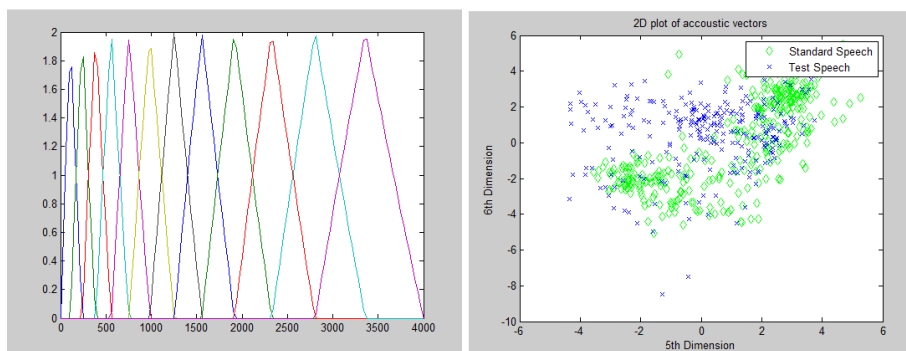 2
1.8
1.6
1.4
1.2
1
0.8
0.6
0.4
0.2
0
0 500 1000 1500 2000 2500 3000 3500 4000
2D plot of accoustic vectors
Standard Speech
Test Speech
6
4
2
0
-2
-4
-6
-8
-10
6th Dimension
-6 -4 -2 0 2 4 6
5th Dimension